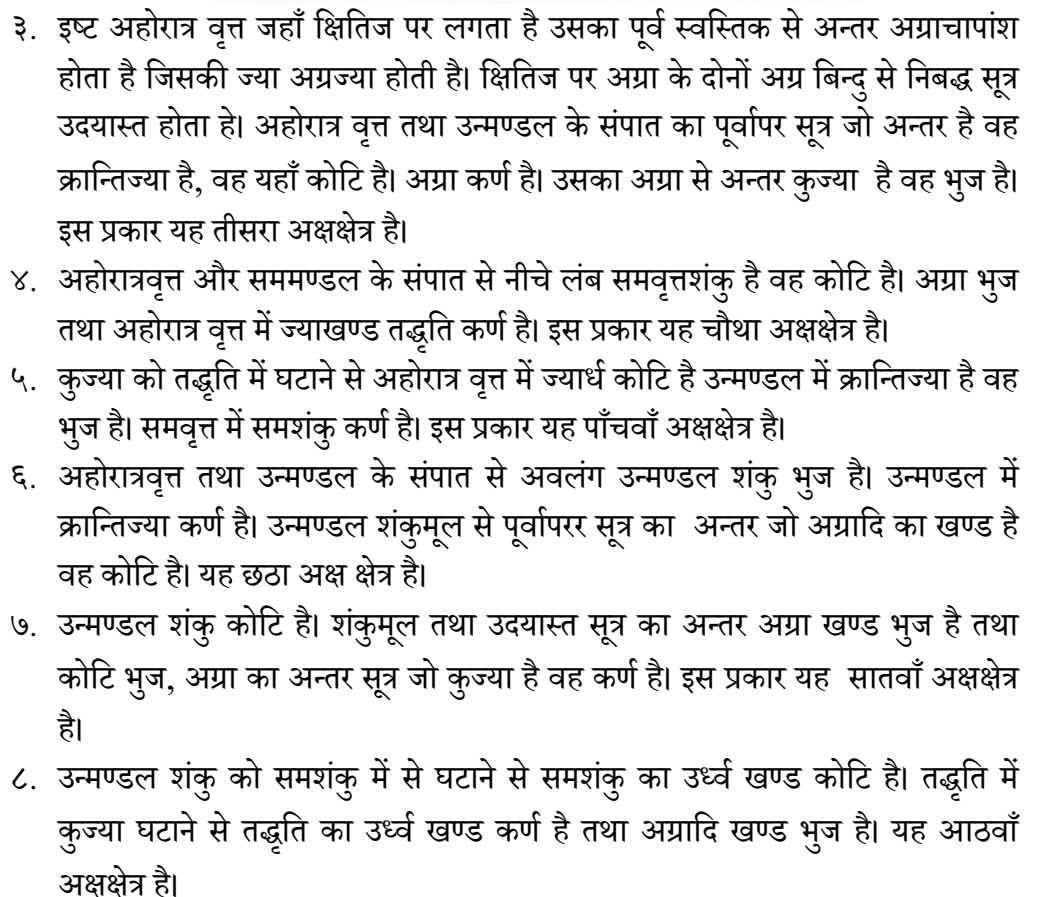 ३. इष्ट अहोरात्र वृत्त जहाँ क्षितिज पर लगता है उसका पूर्व स्वस्तिक से अन्तर अग्राचापांश
होता है जिसकी ज्या अग्रज्या होती है। क्षितिज पर अग्रा के दोनों अग्र बिन्दु से निबद्ध सूत्र
उदयास्त होता हे। अहोरात्र वृत्त तथा उन्मण्डल के संपात का पूर्वापर सूत्र जो अन्तर है वह
क्रान्तिज्या है, वह यहाँ कोटि है। अग्रा कर्ण है। उसका अग्रा से अन्तर कुज्या है वह भुज है।
इस प्रकार यह तीसरा अक्षक्षेत्र है।
४. अहोरात्रवृत्त और सममण्डल के संपात से नीचे लंब समवृत्तशंकु है वह कोटि है। अग्रा भुज
तथा अहोरात्र वृत्त में ज्याखण्ड तद्धृति कर्ण है। इस प्रकार यह चौथा अक्षक्षेत्र है।
५. कुज्या को तद्धृति में घटाने से अहोरात्र वृत्त में ज्यार्ध कोटि है उन्मण्डल में क्रान्तिज्या है वह
भुज है। समवृत्त में समशंकु कर्ण है। इस प्रकार यह पाँचवाँ अक्षक्षेत्र है।
६. अहोरात्रवृत्त तथा उन्मण्डल के संपात से अवलंग उन्मण्डल शंकु भुज है। उन्मण्डल में
क्रान्तिज्या कर्ण है। उन्मण्डल शंकुमूल से पूर्वापरर सूत्र का अन्तर जो अग्रादि का खण्ड है
वह कोटि है। यह छठा अक्ष क्षेत्र है।
७. उन्मण्डल शंकु कोटि है। शंकुमूल तथा उदयास्त सूत्र का अन्तर अग्रा खण्ड भुज है तथा
कोटि भुज, अग्रा का अन्तर सूत्र जो कुज्या है वह कर्ण है। इस प्रकार यह सातवाँ अक्षक्षेत्र
है।
८. उन्मण्डल शंकु को समशंकु में से घटाने से समशंकु का उर्ध्व खण्ड कोटि है। तद्धृति में
कुज्या घटाने से तद्धृति का उर्ध्व खण्ड कर्ण है तथा अग्रादि खण्ड भुज है। यह आठवाँ
अक्षक्षेत्र है।